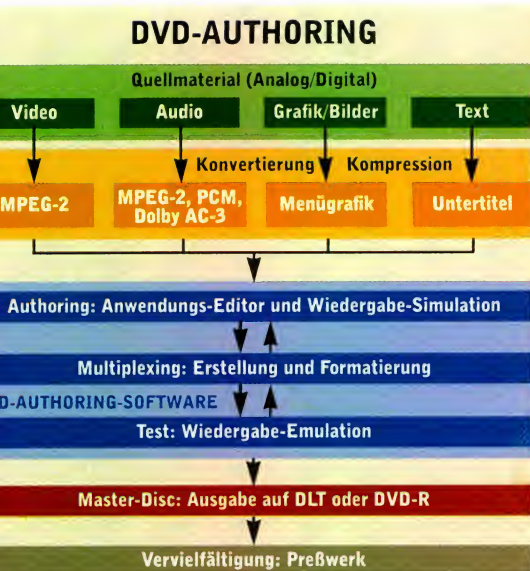 DVD-AUTHORING
Quellmaterial (Analog/Digital)
Video Audio Grafik/Bilder Text
Konvertierung Kompression
MPEG-2 MPEG-2, PCM, Menügrafik Untertitel
Dolby AC-3
Authoring: Anwendungs-Editor und Wiedergabe-Simulation
Multiplexing: Erstellung und Formatierung
D-AUTHORING-SOFTWARE
Test: Wiedergabe-Emulation
Master-Disc: Ausgabe auf DLT oder DVD-R
Vervielfältigung: Preßwerk